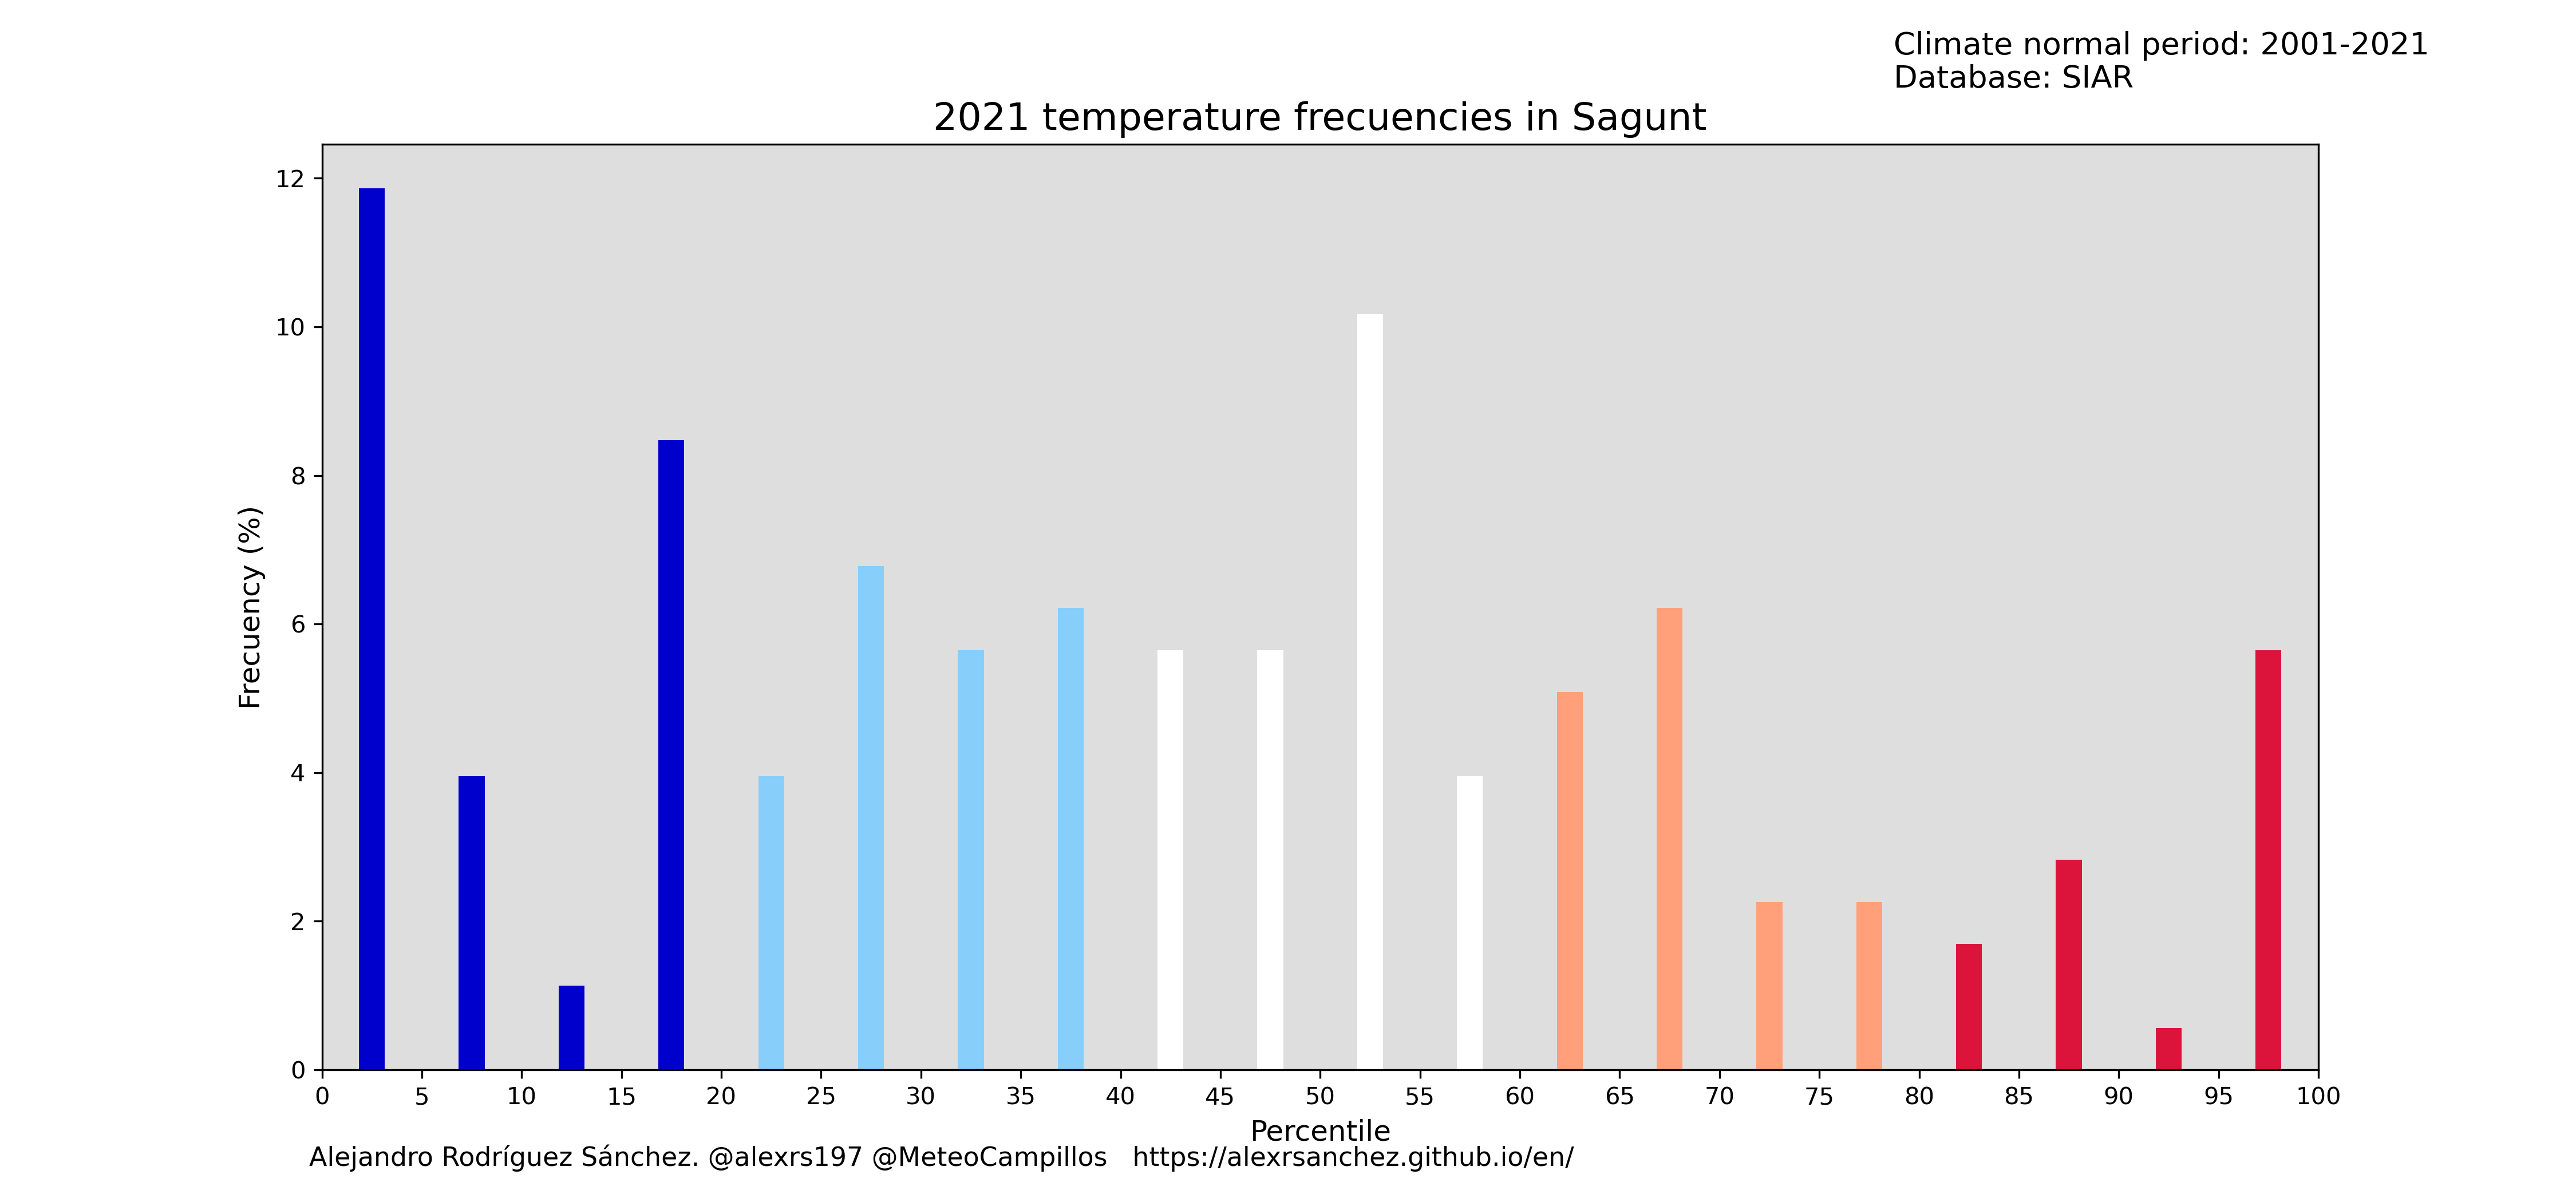 Climate normal period: 2001-2021
Database: SIAR
2021 temperature frecuencies in Sagunt
12
10
8
6
4
2
0
Frecuency (%)
0 5 10 15 20 25 30 35 40 45 50 55 60 65 70 75 80 85 90 95 100
Percentile
Alejandro Rodríguez Sánchez. @alexrs197 @MeteoCampillos https://alexrsanchez.github.io/en/